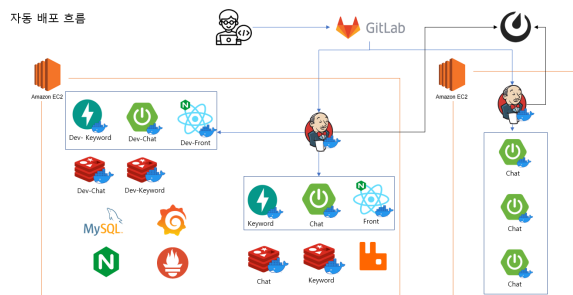 자동 배포 흐름
GitLab
Amazon EC2
Amazon EC2
Dev- Keyword
Dev-Chat
Dev-Front
Dev-Chat
Dev-Keyword
Chat
Keyword
Chat
Front
Chat
MySQL
Chat
Keyword
Chat